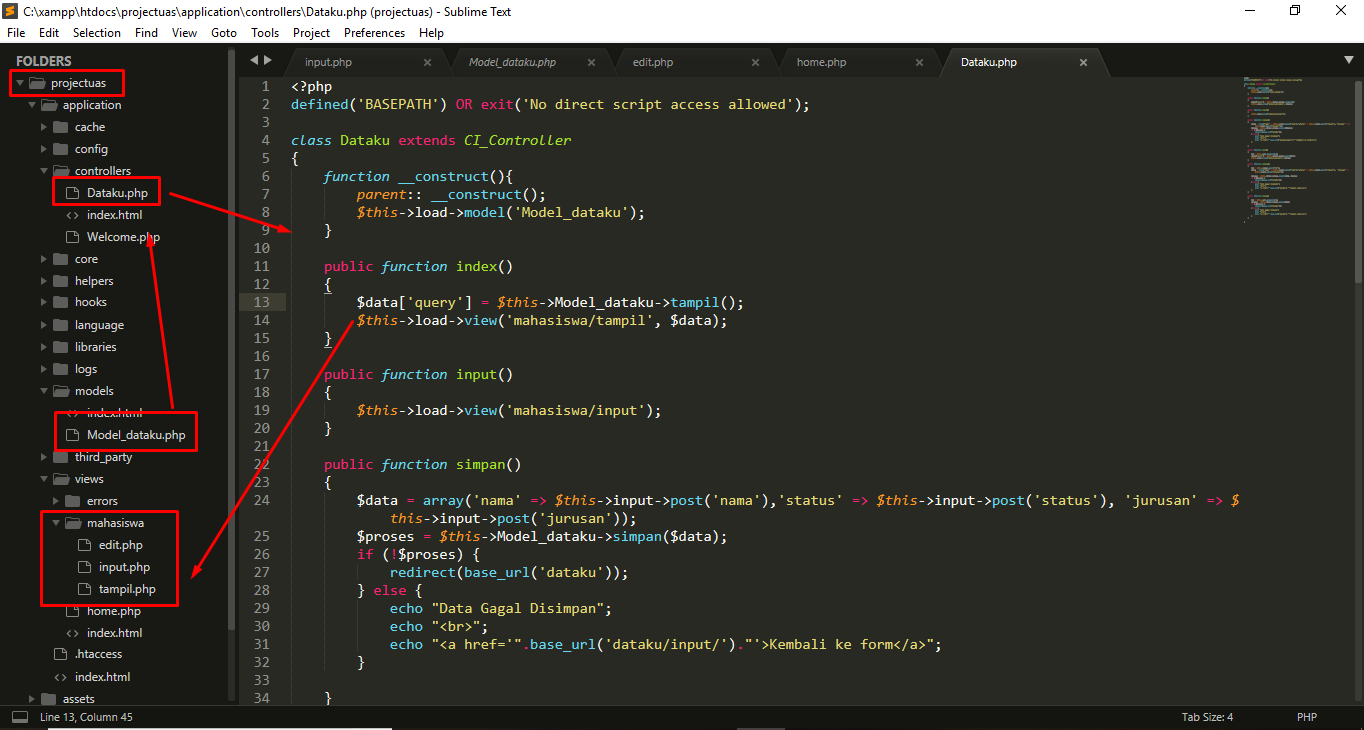 C:\xampp\htdocs\projectuas\application\controllers\Dataku.php (projectuas) - Sublime Text
File Edit Selection Find View Goto Tools Project Preferences Help
FOLDERS
projectuas
application
cache
config
controllers
Dataku.php
index.html
Welcome.php
core
helpers
hooks
language
libraries
logs
models
index.html
Model_dataku.php
third_party
views
errors
mahasiswa
edit.php
input.php
tampil.php
home.php
index.html
.htaccess
index.html
assets
input.php Model_dataku.php edit.php home.php Dataku.php
1 <?php
2 defined('BASEPATH') OR exit('No direct script access allowed');
3
4 class Dataku extends CI_Controller
5 {
6 function __construct(){
7 parent:: __construct();
8 $this->load->model('Model_dataku');
9 }
10
11 public function index()
12 {
13 $data['query'] = $this->Model_dataku->tampil();
14 $this->load->view('mahasiswa/tampil', $data);
15 }
16
17 public function input()
18 {
19 $this->load->view('mahasiswa/input');
20 }
21
22 public function simpan()
23 {
24 $data = array('nama' => $this->input->post('nama'),'status' => $this->input->post('status'), 'jurusan' => $
this->input->post('jurusan'));
25 $proses = $this->Model_dataku->simpan($data);
26 if (!$proses) {
27 redirect(base_url('dataku'));
28 } else {
29 echo "Data Gagal Disimpan";
30 echo "<br>";
31 echo "<a href='".base_url('dataku/input/')."'>Kembali ke form</a>";
32 }
33
34 }
Line 13, Column 45
Tab Size: 4 PHP